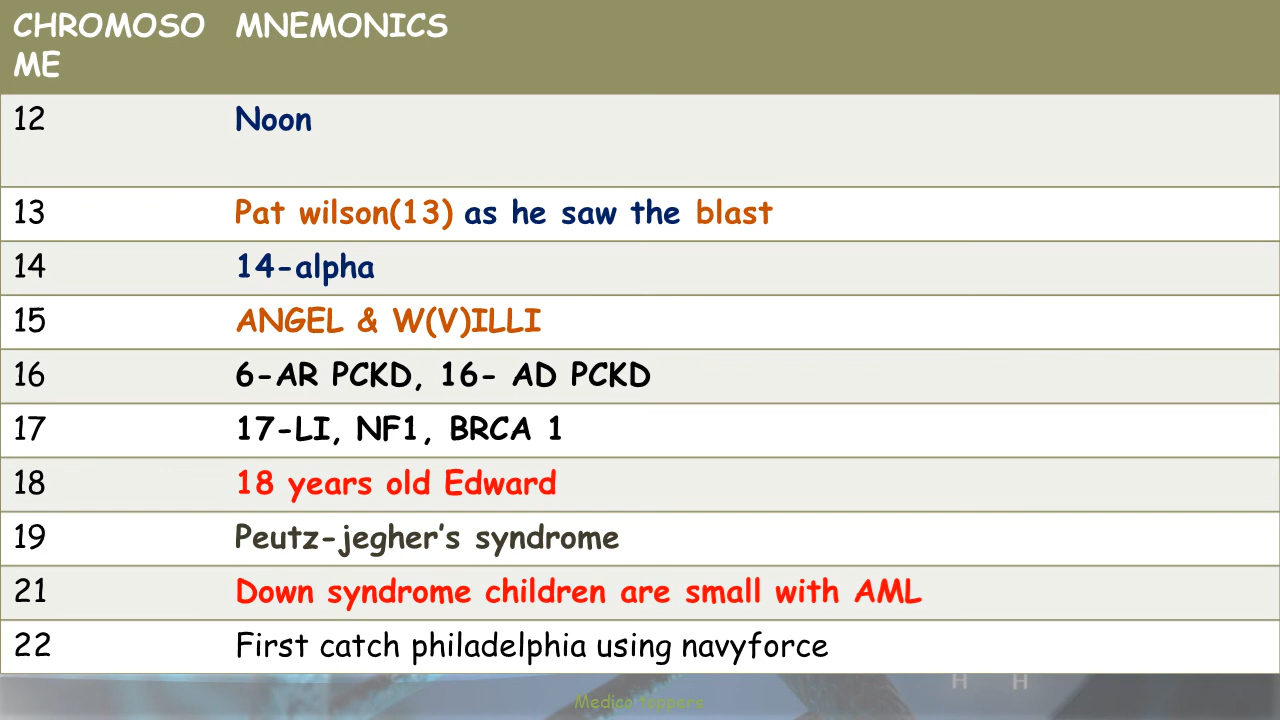 CHROMOSO MNEMONICS
ME
12 Noon
13 Pat wilson(13) as he saw the blast
14 14-alpha
15 ANGEL & W(V)ILLI
16 6-AR PCKD, 16- AD PCKD
17 17-LI, NF1, BRCA 1
18 18 years old Edward
19 Peutz-jegher's syndrome
21 Down syndrome children are small with AML
22 First catch philadelphia using navyforce
H H
Medico toppers